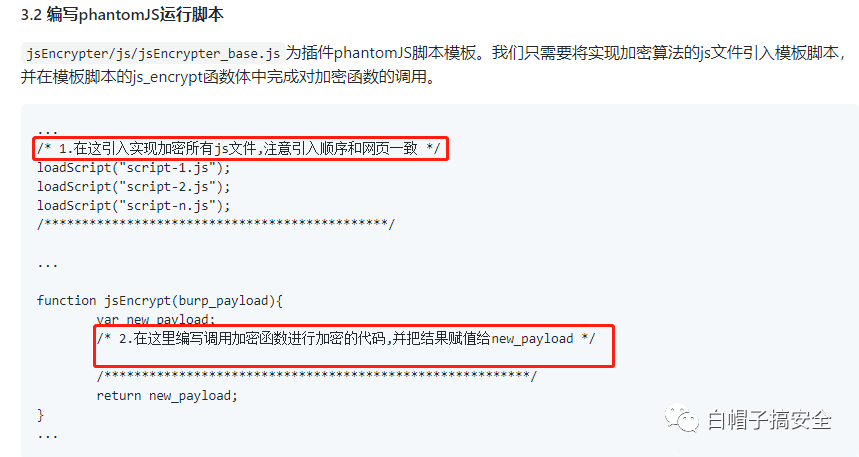 3.2 编写phantomJS运行脚本
jsEncrypter/js/jsEncrypter_base.js 为插件phantomJS脚本模板。我们只需要将实现加密算法的js文件引入模板脚本，
并在模板脚本的js_encrypt函数体中完成对加密函数的调用。
...
/* 1.在这引入实现加密所有js文件,注意引入顺序和网页一致 */
loadScript("script-1.js");
loadScript("script-2.js");
loadScript("script-n.js");
/**********************************************/
...
function jsEncrypt(burp_payload){
var new_payload;
/* 2.在这里编写调用加密函数进行加密的代码,并把结果赋值给new_payload */
/*********************************************************/
return new_payload;
}
...
白帽子搞安全